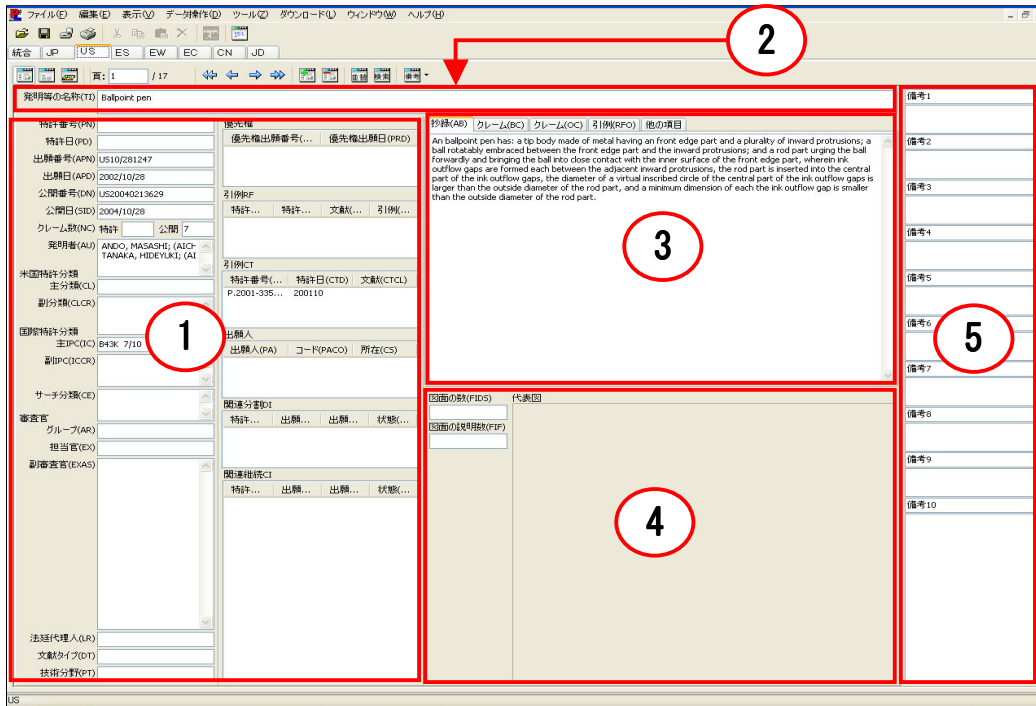 ファイル(F) 編集(E) 表示(V) データ操作(D) ツール(Z) ダウンロード(L) ウィンドウ(W) ヘルプ(H)
統合 JP US ES EW EC CN JD
頁: 1 / 17 並替 検索 備考
2
発明等の名称(TI) Ballpoint pen
特許番号(PN)
特許日(PD)
出願番号(APN) US10/281247
出願日(APD) 2002/10/28
公開番号(DN) US20040213629
公開日(SID) 2004/10/28
クレーム数(NC) 特許 公開 7
発明者(AU) ANDO, MASASHI; (AICH
TANAKA, HIDEYUKI; (AI
米国特許分類
主分類(CL)
副分類(CLCR)
国際特許分類
主IPC(IC) B43K 7/10
副IPC(ICCR)
サーチ分類(CE)
審査官
グループ(AR)
担当官(EX)
副審査官(EXAS)
法廷代理人(LR)
文献タイプ(DT)
技術分野(PT)
1
優先権
優先権出願番号(... 優先権出願日(PRD)
引例RF
特許... 特許... 文献(... 引例(...
引例CT
特許番号(... 特許日(CTD) 文献(CTCL)
P.2001-335... 200110
出願人
出願人(PA) コード(PACO) 所在(CS)
関連分割DI
特許... 出願... 出願... 状態(...
関連継続CI
特許... 出願... 出願... 状態(...
抄録(AB) クレーム(BC) クレーム(OC) 引例(RFO) 他の項目
An ballpoint pen has: a tip body made of metal having an front edge part and a plurality of inward protrusions; a
ball rotatably embraced between the front edge part and the inward protrusions; and a rod part urging the ball
forwardly and bringing the ball into close contact with the inner surface of the front edge part, wherein ink
outflow gaps are formed each between the adjacent inward protrusions, the rod part is inserted into the central
part of the ink outflow gaps, the diameter of a virtual inscribed circle of the central part of the ink outflow gaps is
larger than the outside diameter of the rod part, and a minimum dimension of each the ink outflow gap is smaller
than the outside diameter of the rod part.
3
図面の数(FIDS) 代表図
図面の説明数(FIF)
4
備考1
備考2
備考3
備考4
備考5
備考6
備考7
備考8
備考9
備考10
5
US